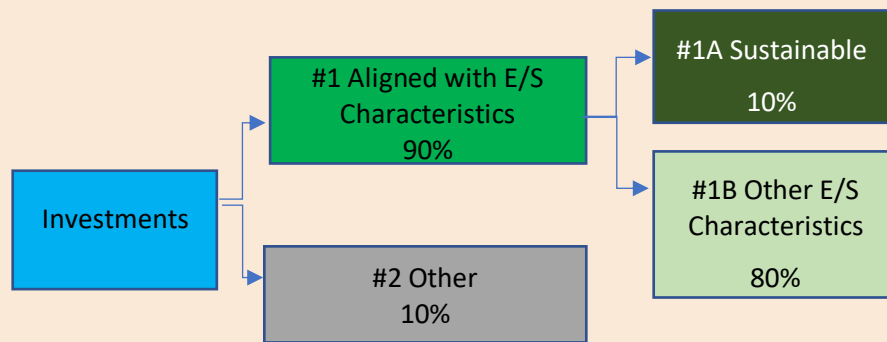 Investments
#1 Aligned with E/S
Characteristics
90%
#2 Other
10%
#1A Sustainable
10%
#1B Other E/S
Characteristics
80%